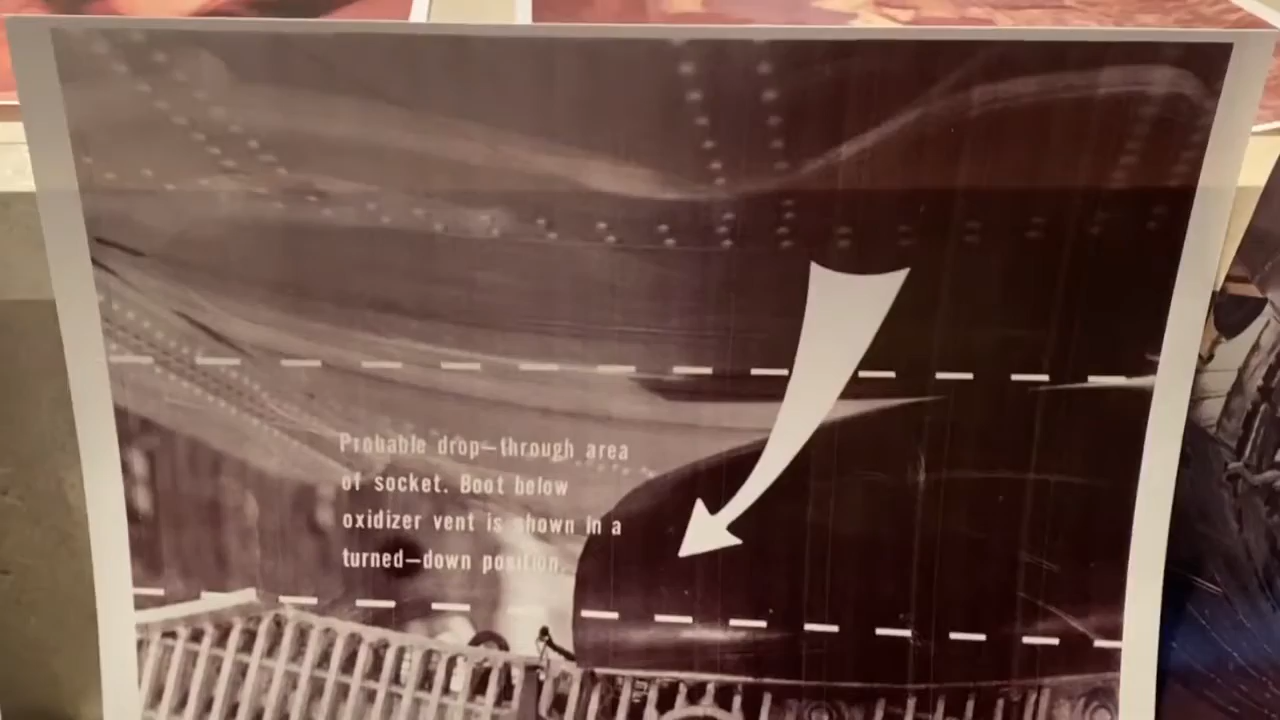 Probable drop—through area
of socket. Boot below
oxidizer vent is shown in a
turned—down position.